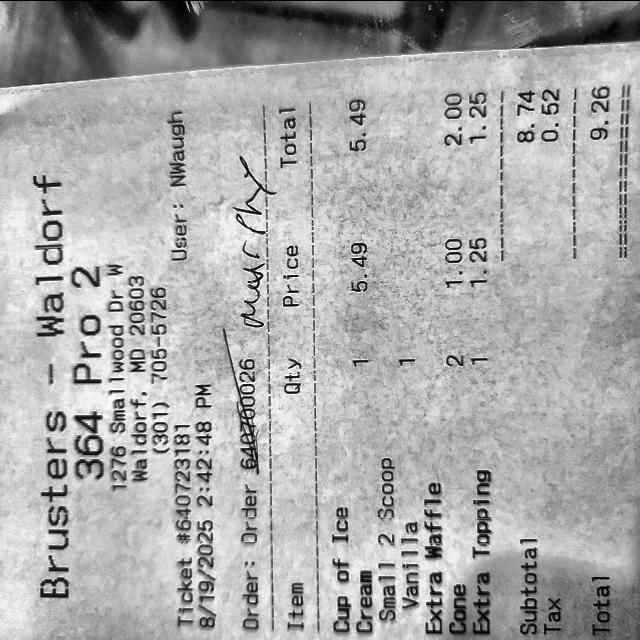 Brusters - Waldorf
364 Pro 2
1276 Smallwood Dr W
Waldorf, MD 20603
(301) 705-5726
Ticket #640723181 User: NWaugh
8/19/2025 2:42:48 PM
Order: Order 640760026 Murphy
Item Qty Price Total
Cup of Ice 1 5.49 5.49
Cream
Small 2 Scoop
Vanilla 1
Extra Waffle 2 1.00 2.00
Cone
Extra Topping 1 1.25 1.25
Subtotal 8.74
Tax 0.52
Total 9.26